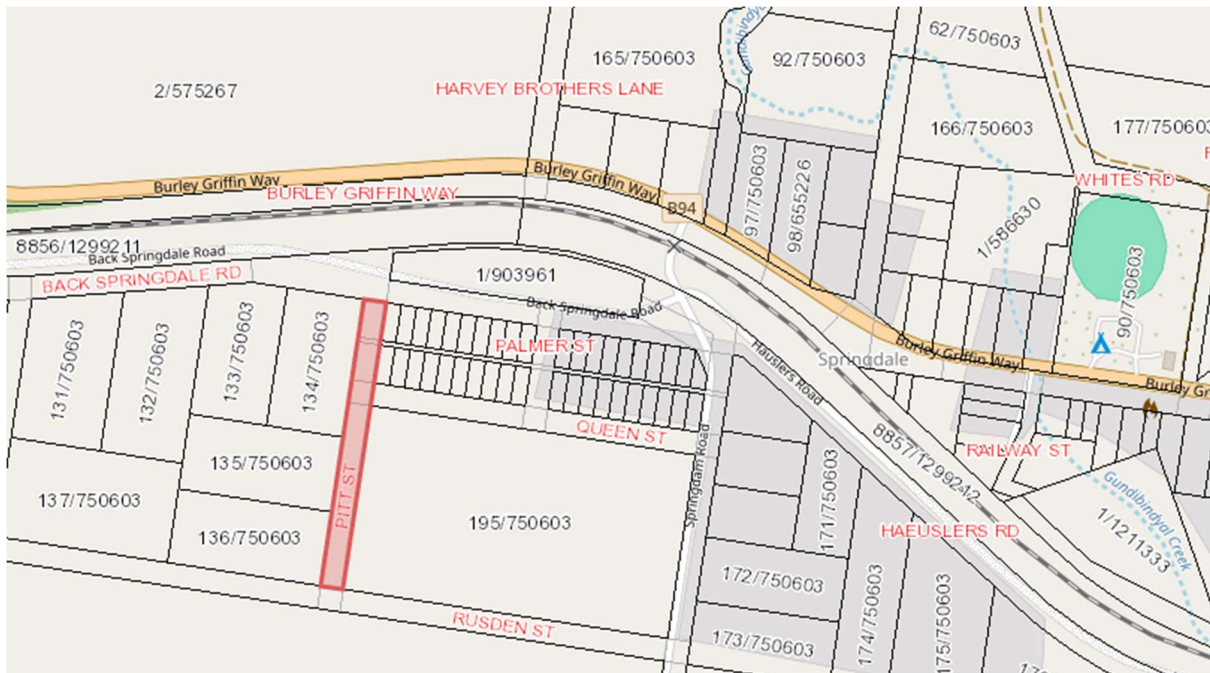 62/750603
165/750603
92/750603
2/575267
HARVEY BROTHERS LANE
166/750603
177/750603
Burley Griffin Way
Burley Griffin Way
BURLEY GRIFFIN WAY
WHITES RD
B94
97/750603
98/655226
1/586630
90/750603
8856/1299211
Back Springdale Road
BACK SPRINGDALE RD
1/903961
Back Springdale Road
PALMER ST
Hauslers Road
Springdale
Burley Griffin Way
Burley Gr
131/750603
132/750603
133/750603
134/750603
QUEEN ST
8857/1299242
RAILWAY ST
135/750603
PITT ST
Springdam Road
171/750603
Gundibindyal Creek
137/750603
136/750603
195/750603
HAEUSLERS RD
1/1211333
172/750603
174/750603
175/750603
RUSDEN ST
173/750603